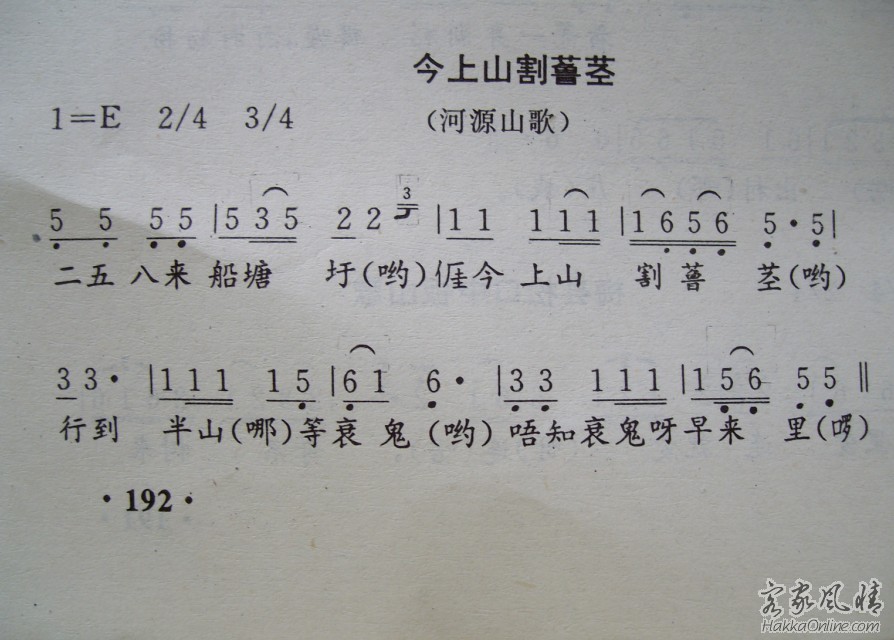 今上山割藠茎
1=E 2/4 3/4 （河源山歌）
5 5 5 5 | 5 3 5 2 2 3 | 1 1 1 1 1 | 1 6 5 6 5 · 5 |
二五八来船塘 圩(哟)𠊎今上山 割藠 茎(哟)
3 3 · | 1 1 1 1 5 | 6 1 6 · | 3 3 1 1 1 | 1 5 6 5 5 ‖
行到 半山(哪)等衰鬼(哟)唔知衰鬼呀早来 里(啰)
· 192 ·
客家风情
HakkaOnline.com